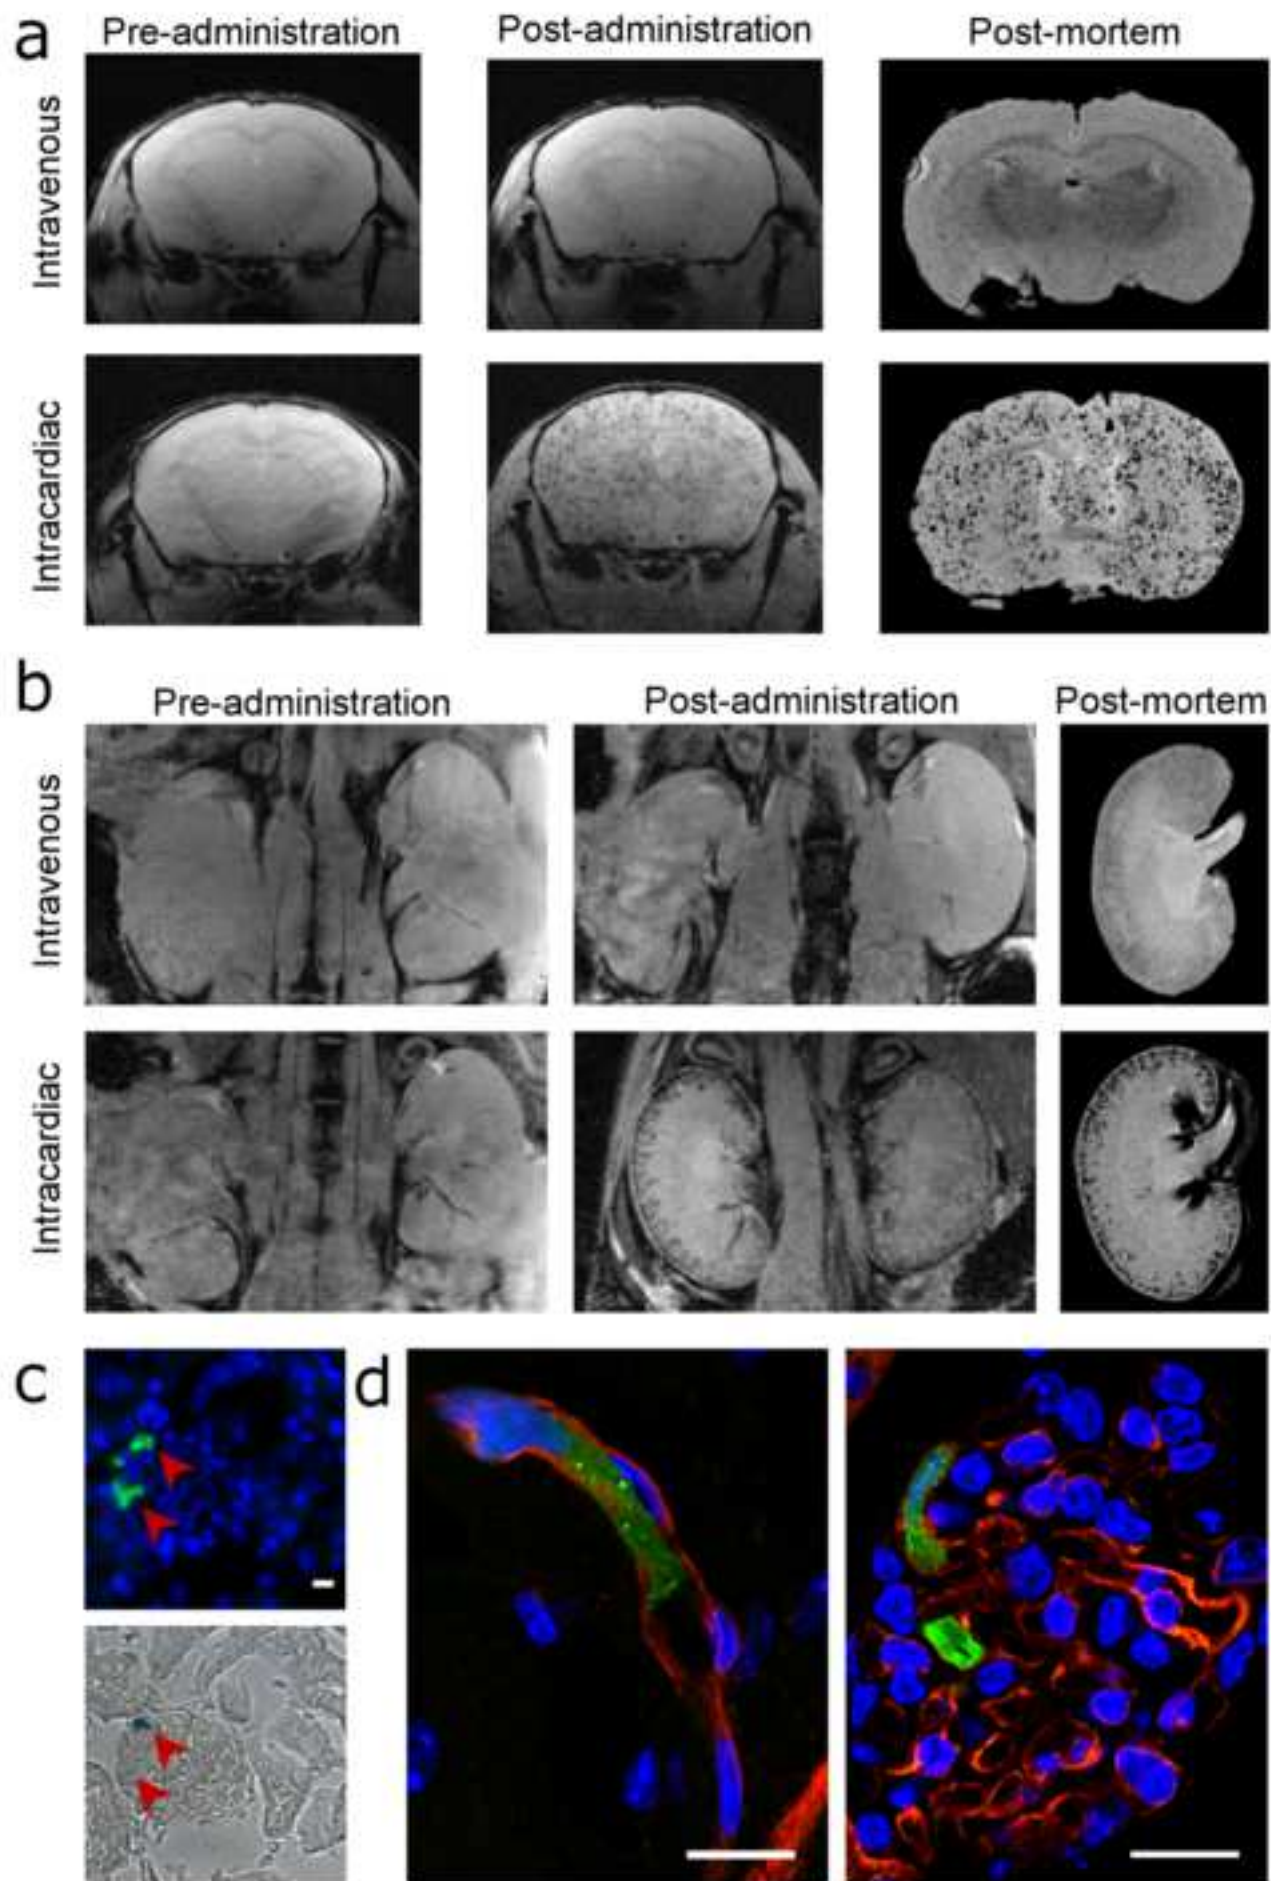 a
Pre-administration Post-administration Post-mortem
Intravenous
Intracardiac
b
Pre-administration Post-administration Post-mortem
Intravenous
Intracardiac
c
d